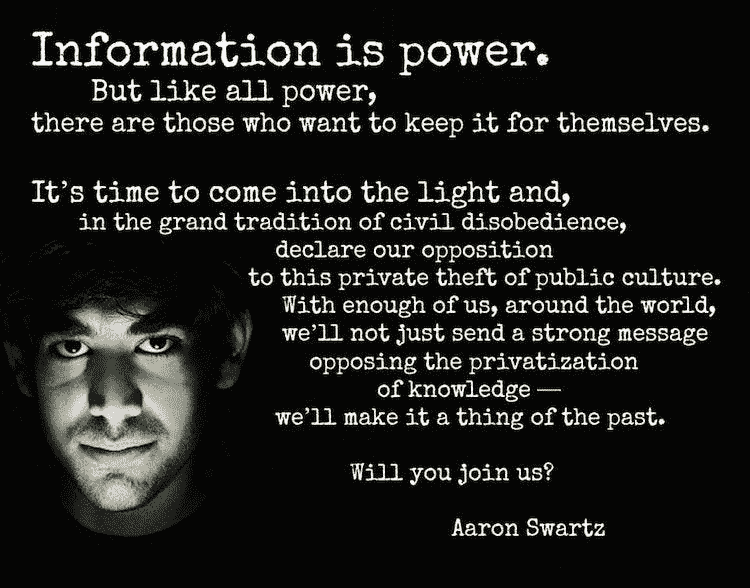 Information is power.
But like all power,
there are those who want to keep it for themselves.
It's time to come into the light and,
in the grand tradition of civil disobedience,
declare our opposition
to this private theft of public culture.
With enough of us, around the world,
we'll not just send a strong message
opposing the privatization
of knowledge —
we'll make it a thing of the past.
Will you join us?
Aaron Swartz